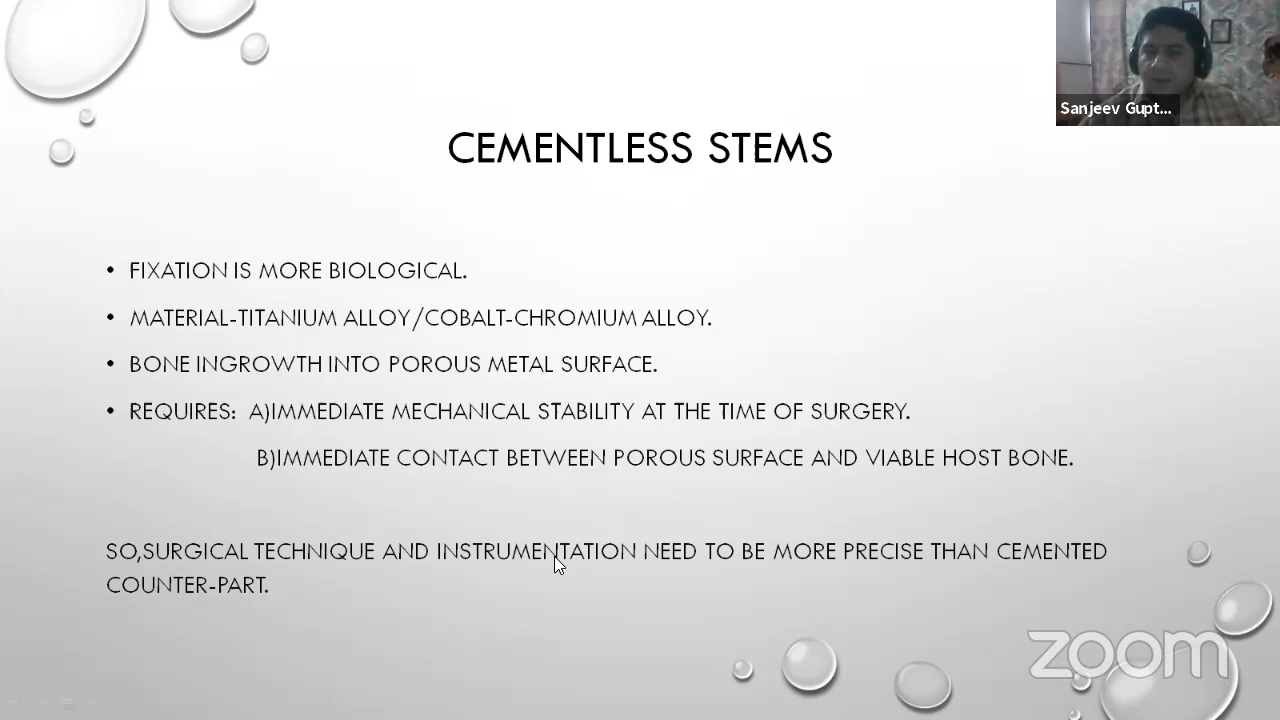 Sanjeev Gupt...
CEMENTLESS STEMS
• FIXATION IS MORE BIOLOGICAL.
• MATERIAL-TITANIUM ALLOY/COBALT-CHROMIUM ALLOY.
• BONE INGROWTH INTO POROUS METAL SURFACE.
• REQUIRES: A)IMMEDIATE MECHANICAL STABILITY AT THE TIME OF SURGERY.
B)IMMEDIATE CONTACT BETWEEN POROUS SURFACE AND VIABLE HOST BONE.
SO,SURGICAL TECHNIQUE AND INSTRUMENTATION NEED TO BE MORE PRECISE THAN CEMENTED
COUNTER-PART.
zoom